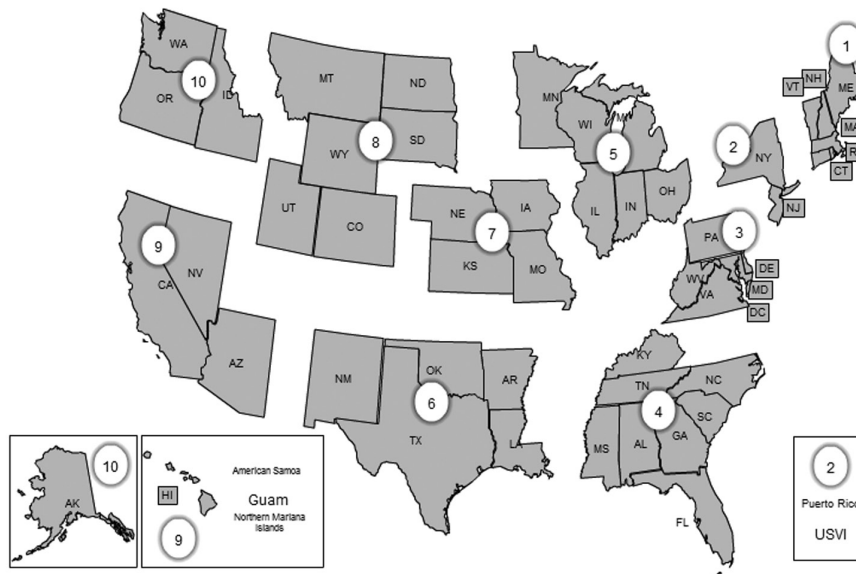 1
WA
10
OR
ID
MT
ND
8
SD
WY
UT
CO
MN
WI
MI
5
IL
IN
OH
2
NY
NJ
VT
NH
ME
MA
R
CT
9
CA
NV
AZ
NE
IA
7
KS
MO
PA
3
WV
VA
DE
MD
DC
NM
OK
AR
6
TX
LA
KY
TN
NC
4
SC
MS
AL
GA
FL
10
AK
American Samoa
HI
Guam
Northern Mariana
Islands
9
2
Puerto Rico
USVI